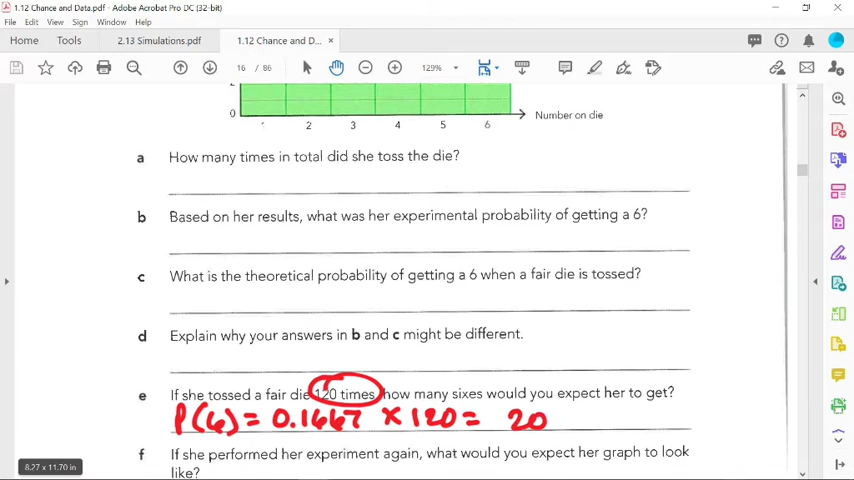 1.12 Chance and Data.pdf - Adobe Acrobat Pro DC (32-bit)
File Edit View Sign Window Help
Home Tools 2.13 Simulations.pdf 1.12 Chance and D... ×
16 / 86 129%
0
1 2 3 4 5 6 Number on die
a How many times in total did she toss the die?
b Based on her results, what was her experimental probability of getting a 6?
c What is the theoretical probability of getting a 6 when a fair die is tossed?
d Explain why your answers in b and c might be different.
e If she tossed a fair die 120 times, how many sixes would you expect her to get?
P(6) = 0.1667 × 120 = 20
f If she performed her experiment again, what would you expect her graph to look
like?
8.27 x 11.70 in